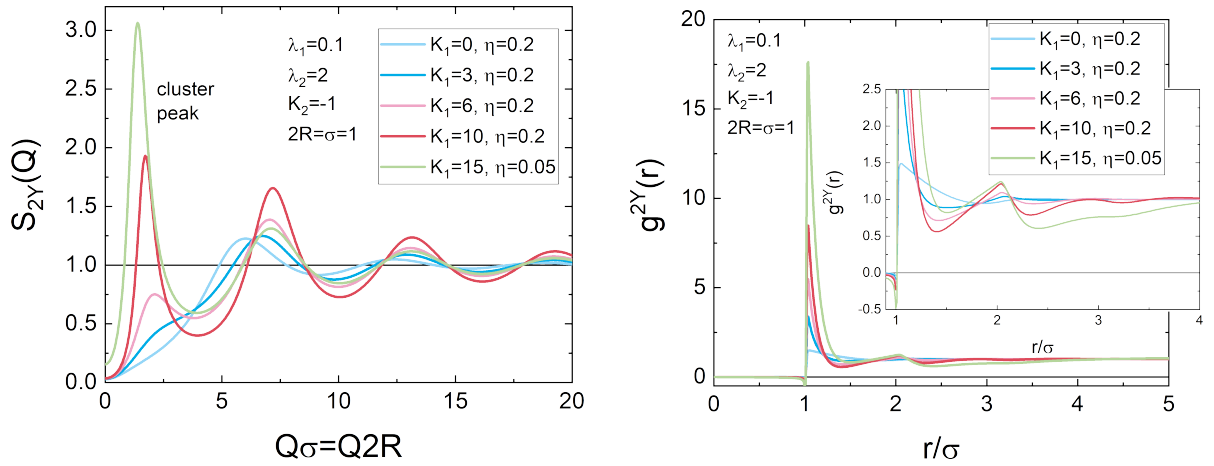 3.0
2.5
2.0
1.5
1.0
0.5
0.0
S₂Y(Q)
0 5 10 15 20
Qσ=Q2R
cluster
peak
λ₁=0.1
λ₂=2
K₂=-1
2R=σ=1
K₁=0, η=0.2
K₁=3, η=0.2
K₁=6, η=0.2
K₁=10, η=0.2
K₁=15, η=0.05
20
15
10
5
0
g²ʸ(r)
0 1 2 3 4 5
r/σ
λ₁=0.1
λ₂=2
K₂=-1
2R=σ=1
K₁=0, η=0.2
K₁=3, η=0.2
K₁=6, η=0.2
K₁=10, η=0.2
K₁=15, η=0.05
2.5
2.0
1.5
1.0
0.5
0.0
-0.5
g²ʸ(r)
1 2 3 4
r/σ